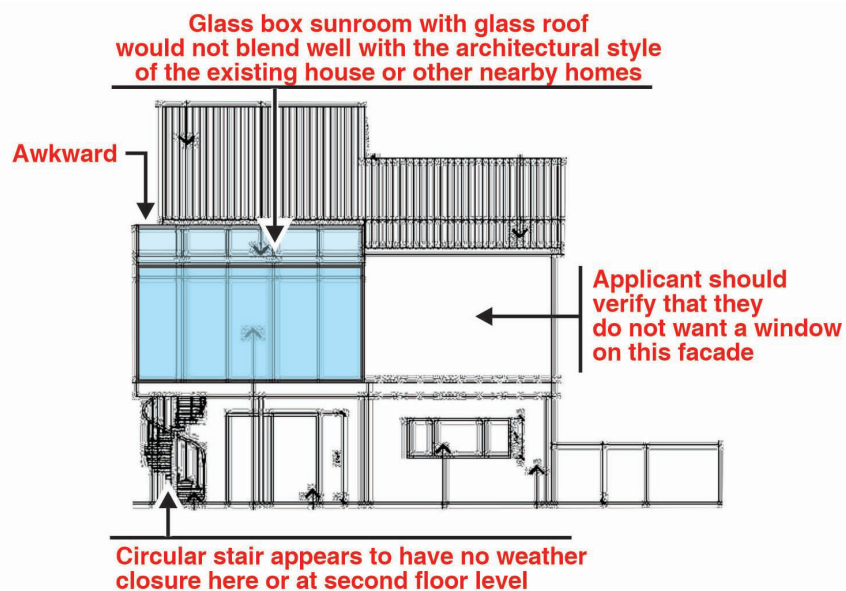 Glass box sunroom with glass roof
would not blend well with the architectural style
of the existing house or other nearby homes
Awkward
Applicant should
verify that they
do not want a window
on this facade
Circular stair appears to have no weather
closure here or at second floor level